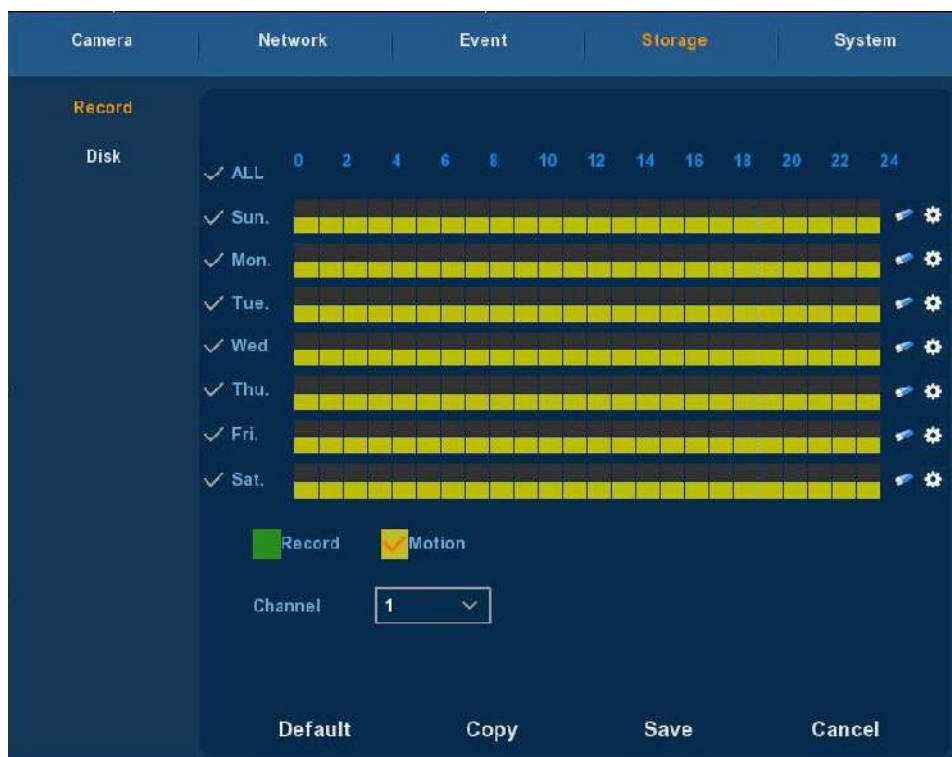 Camera Network Event Storage System
Record
Disk
ALL 0 2 4 6 8 10 12 14 16 18 20 22 24
Sun.
Mon.
Tue.
Wed
Thu.
Fri.
Sat.
Record Motion
Channel 1
Default Copy Save Cancel